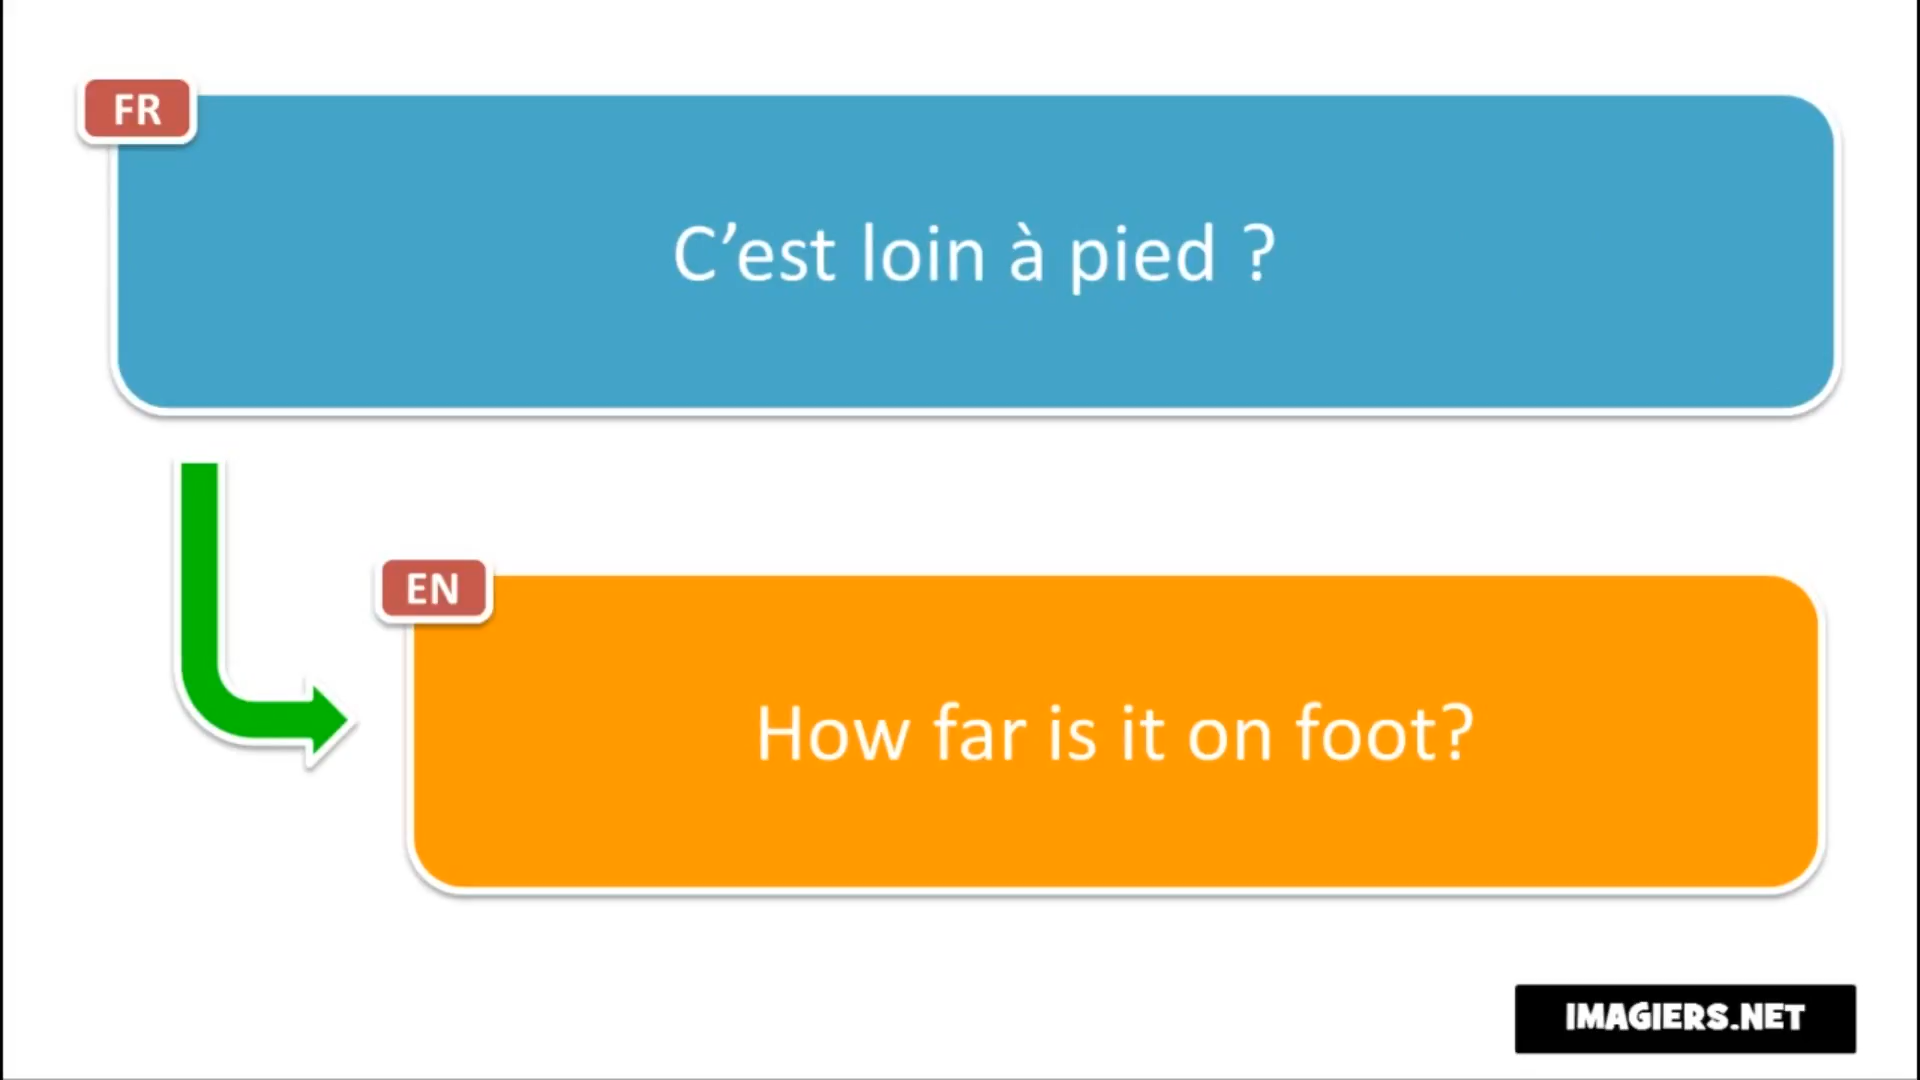 FR
C’est loin à pied ?
EN
How far is it on foot?
IMAGIERS.NET